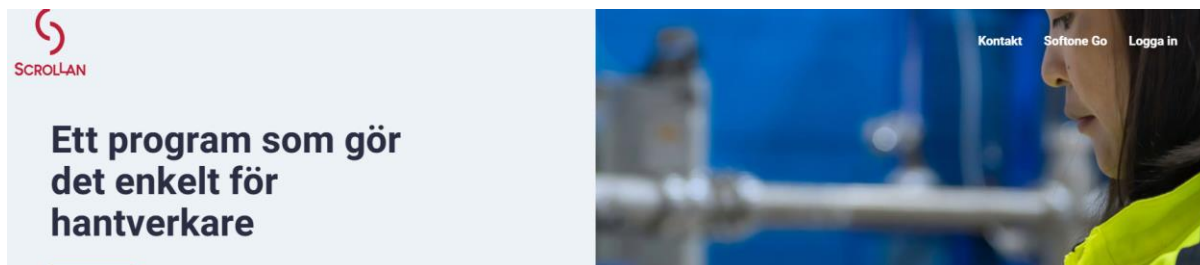 SCROLLAN
Kontakt Softone Go Logga in
Ett program som gör
det enkelt för
hantverkare